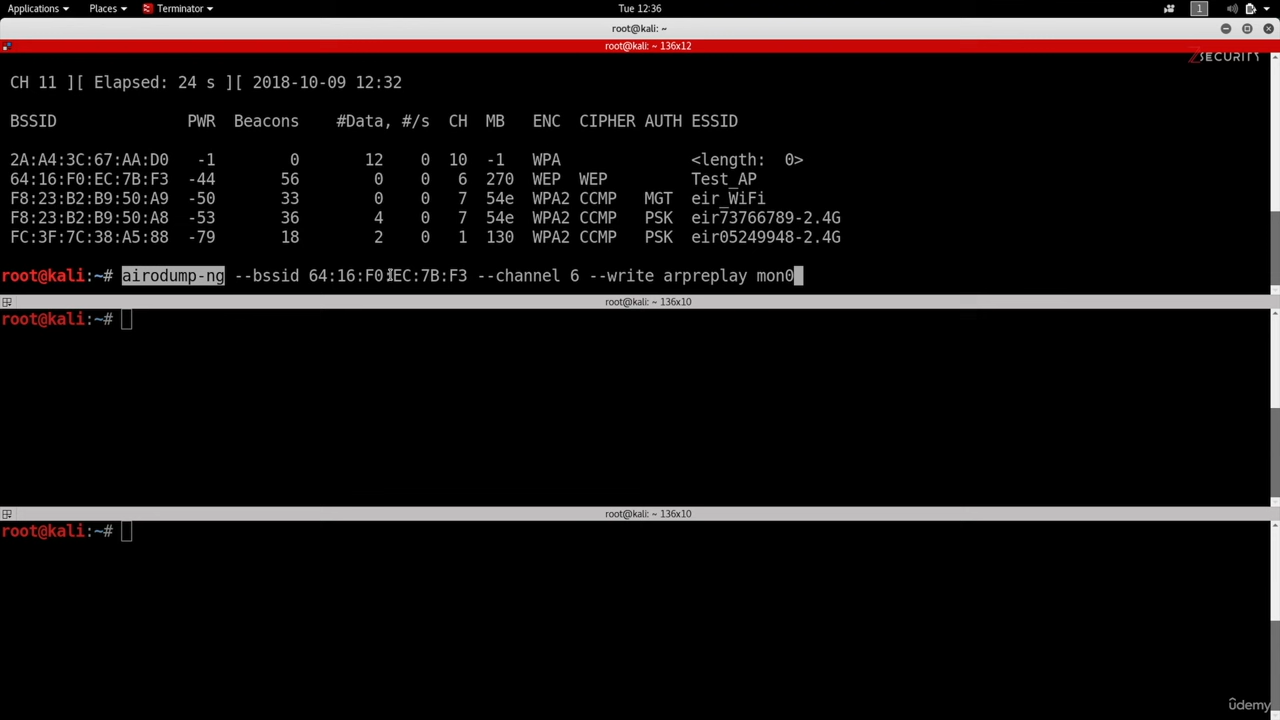 Applications Places Terminator Tue 12:36 1
root@kali: ~
root@kali: ~ 136x12
ZSECURITY
CH 11 ][ Elapsed: 24 s ][ 2018-10-09 12:32
BSSID PWR Beacons #Data, #/s CH MB ENC CIPHER AUTH ESSID
2A:A4:3C:67:AA:D0 -1 0 12 0 10 -1 WPA <length: 0>
64:16:F0:EC:7B:F3 -44 56 0 0 6 270 WEP WEP Test_AP
F8:23:B2:B9:50:A9 -50 33 0 0 7 54e WPA2 CCMP MGT eir_WiFi
F8:23:B2:B9:50:A8 -53 36 4 0 7 54e WPA2 CCMP PSK eir73766789-2.4G
FC:3F:7C:38:A5:88 -79 18 2 0 1 130 WPA2 CCMP PSK eir05249948-2.4G
root@kali:~# airodump-ng --bssid 64:16:F0:EC:7B:F3 --channel 6 --write arpreplay mon0
root@kali: ~ 136x10
root@kali:~#
root@kali: ~ 136x10
root@kali:~#
ûdemy